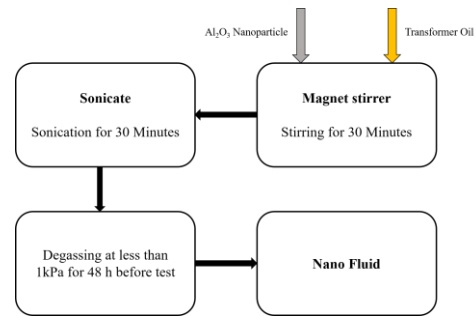 Al₂O₃ Nanoparticle
Transformer Oil
Sonicate
Sonication for 30 Minutes
Magnet stirrer
Stirring for 30 Minutes
Degassing at less than
1kPa for 48 h before test
Nano Fluid